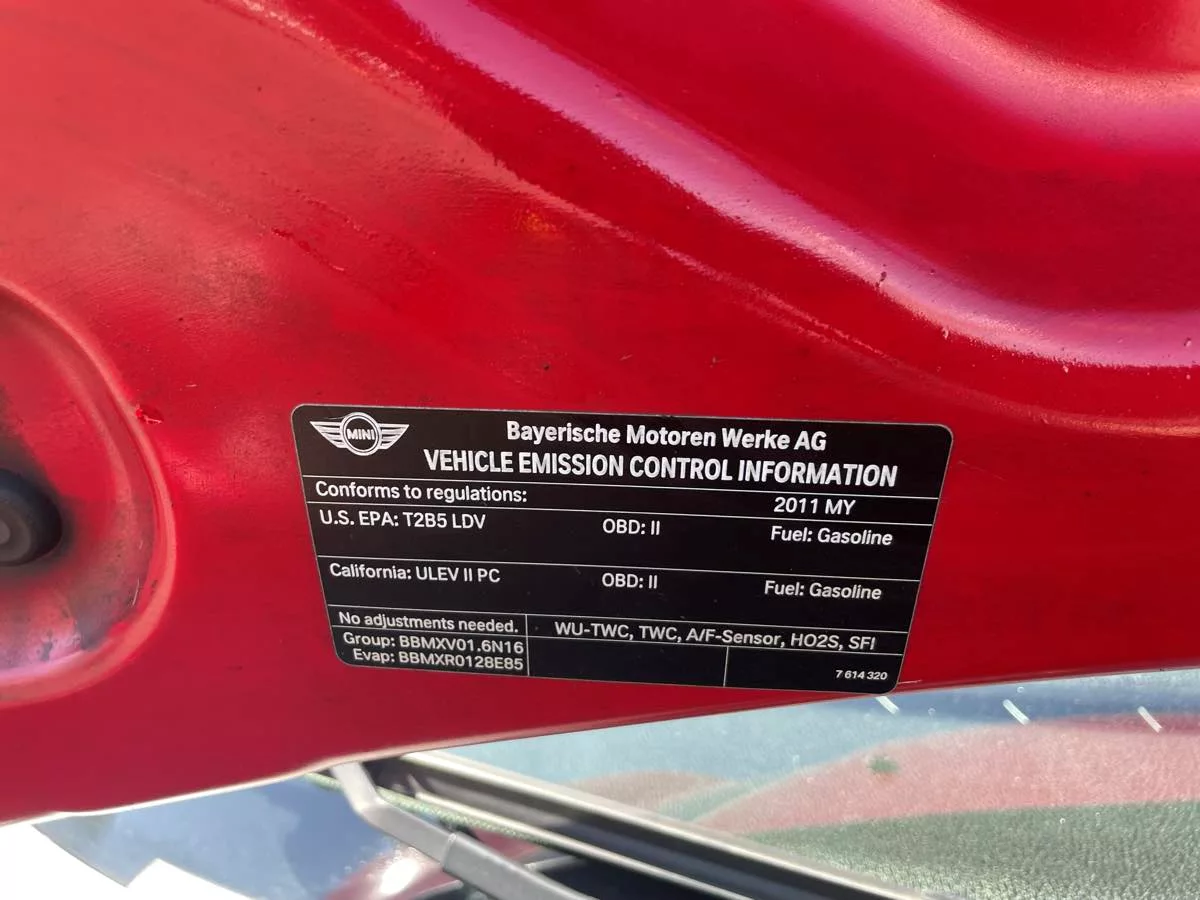 MINI
Bayerische Motoren Werke AG
VEHICLE EMISSION CONTROL INFORMATION
Conforms to regulations: 2011 MY
U.S. EPA: T2B5 LDV OBD: II Fuel: Gasoline
California: ULEV II PC OBD: II Fuel: Gasoline
No adjustments needed. WU-TWC, TWC, A/F-Sensor, HO2S, SFI
Group: BBMXV01.6N16
Evap: BBMXR0128E85
7 614 320